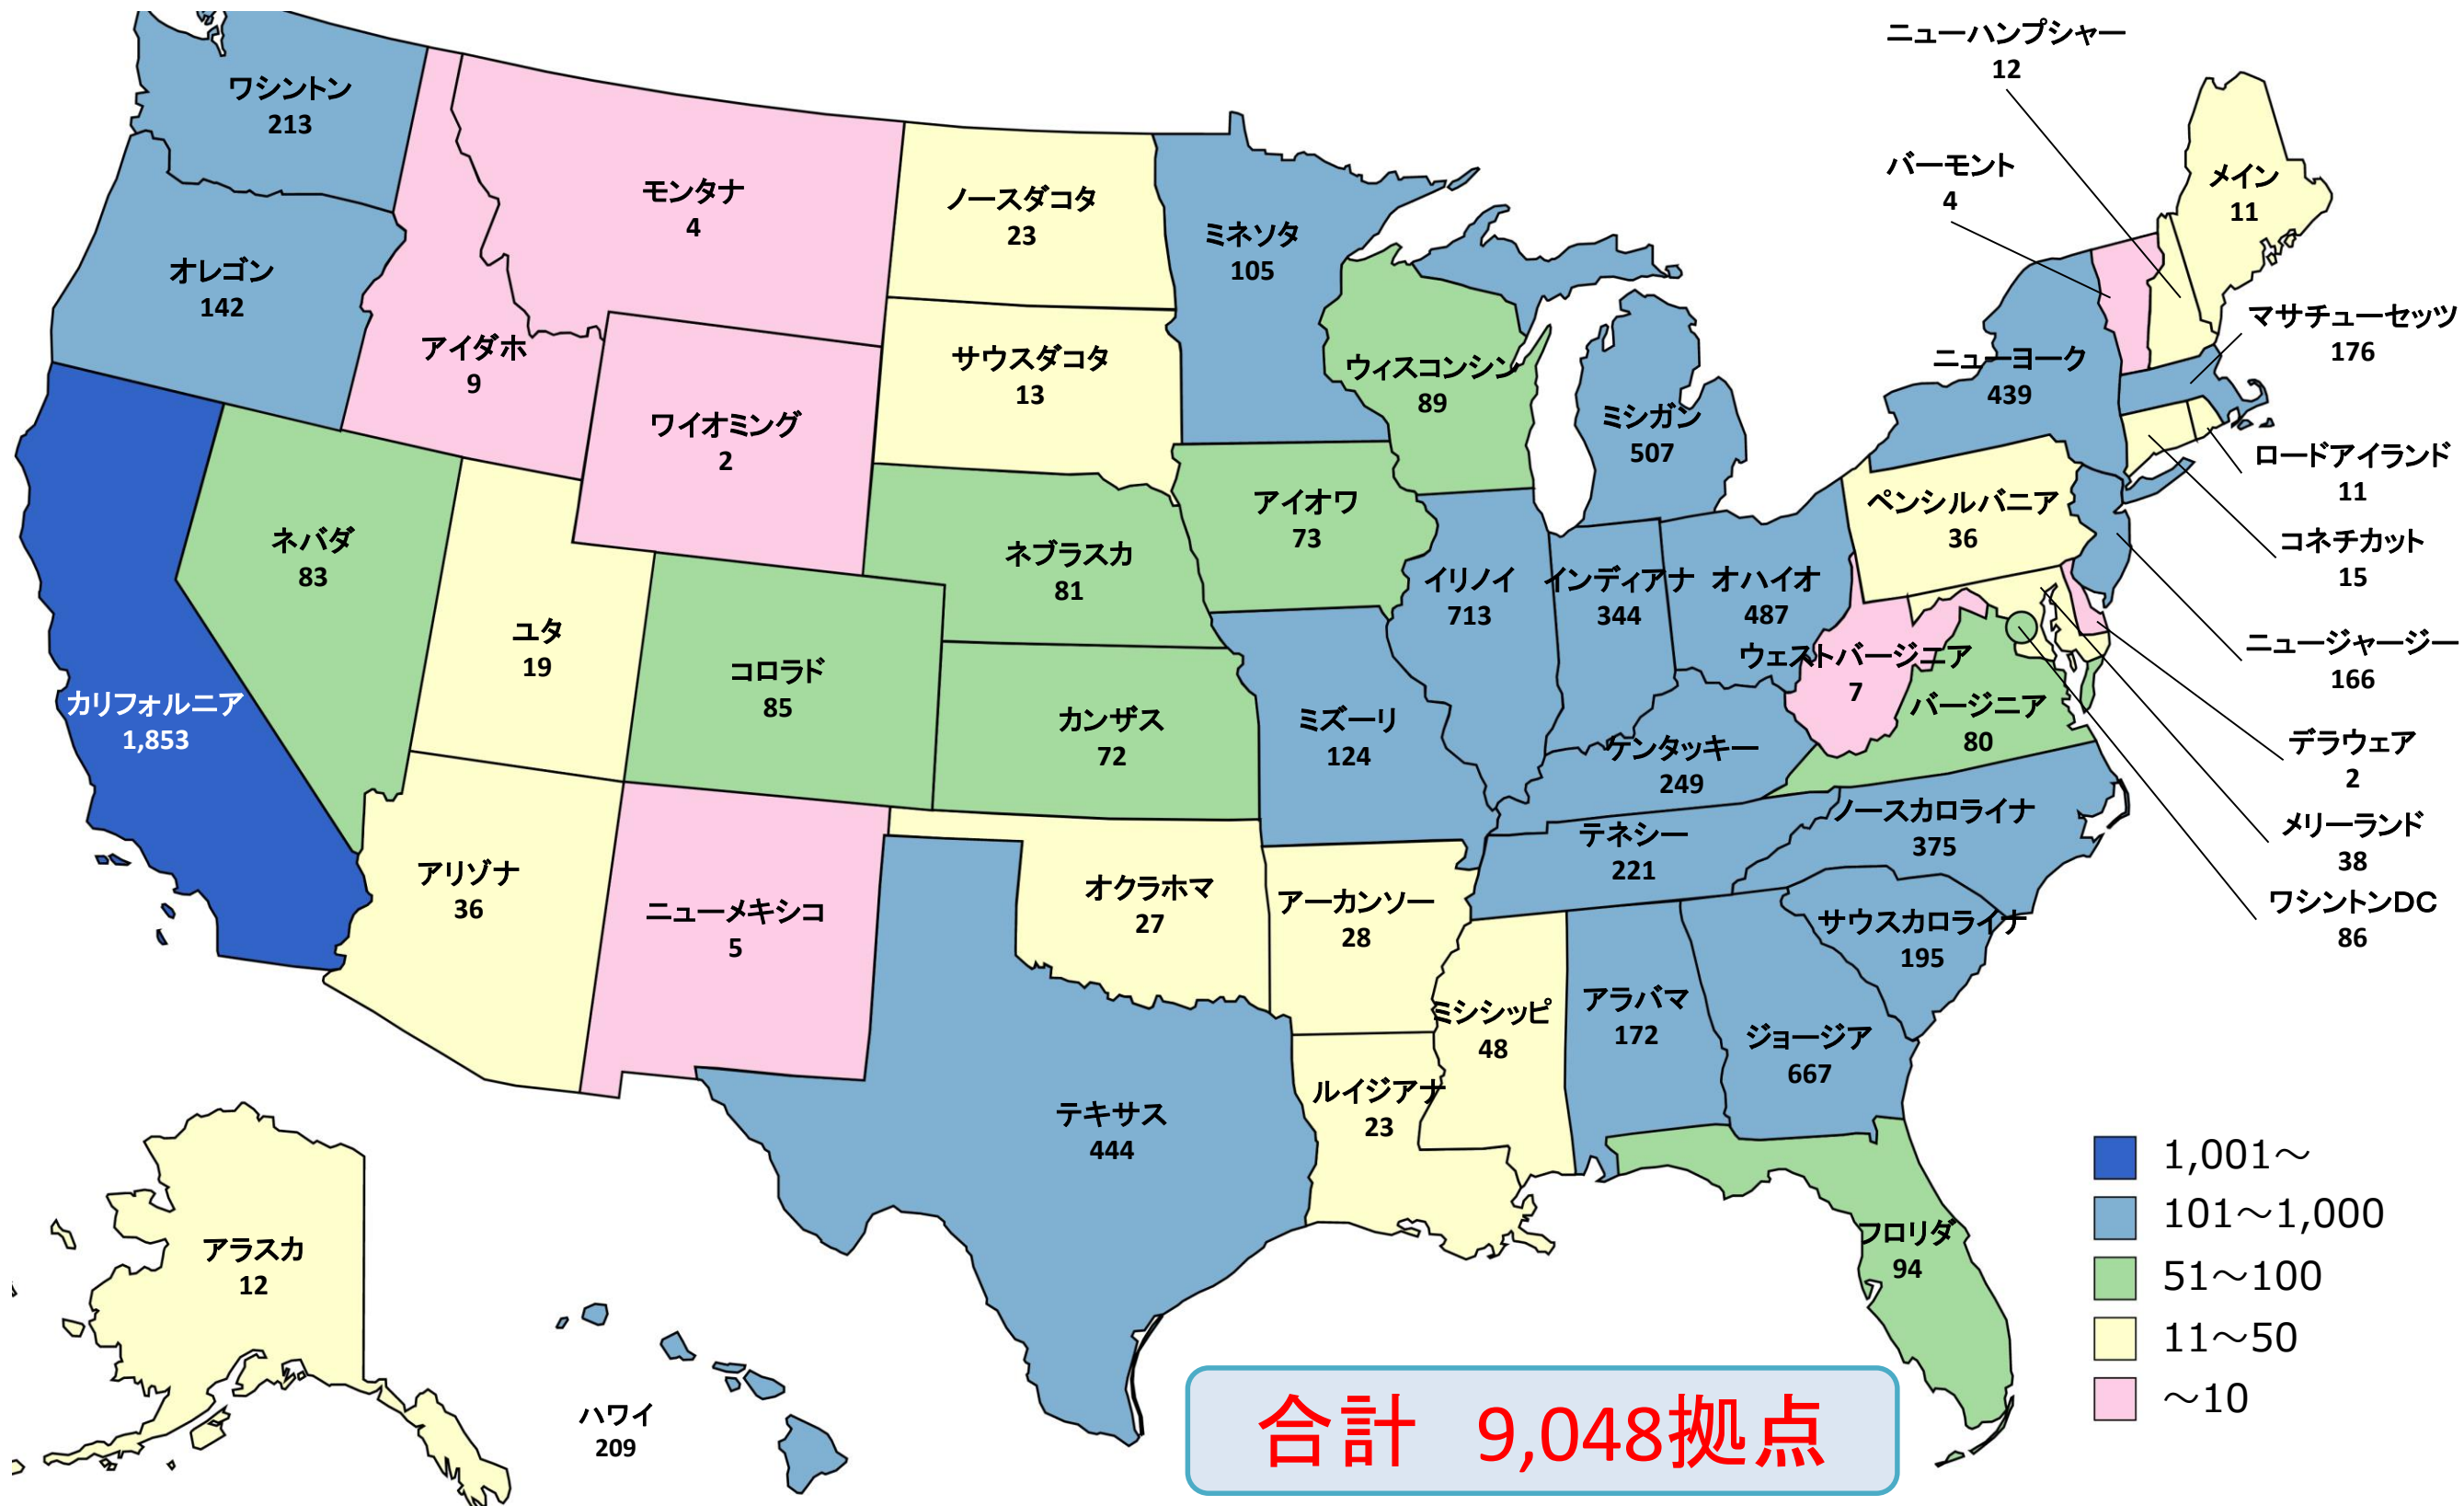 ニューハンプシャー
12
ワシントン
213
バーモント
4
メイン
11
モンタナ
4
ノースダコタ
23
ミネソタ
105
オレゴン
142
マサチューセッツ
176
アイダホ
9
サウスダコタ
13
ウィスコンシン
89
ニューヨーク
439
ワイオミング
2
ミシガン
507
ロードアイランド
11
アイオワ
73
ペンシルバニア
36
ネバダ
83
ネブラスカ
81
コネチカット
15
イリノイ
713
インディアナ
344
オハイオ
487
ユタ
19
コロラド
85
ウェストバージニア
7
ニュージャージー
166
カリフォルニア
1,853
カンザス
72
ミズーリ
124
バージニア
80
ケンタッキー
249
デラウェア
2
ノースカロライナ
375
テネシー
221
メリーランド
38
アリゾナ
36
オクラホマ
27
アーカンソー
28
ニューメキシコ
5
サウスカロライナ
195
ワシントンDC
86
ミシシッピ
48
アラバマ
172
ジョージア
667
ルイジアナ
23
テキサス
444
フロリダ
94
アラスカ
12
ハワイ
209
1,001～
101～1,000
51～100
11～50
～10
合計 9,048拠点